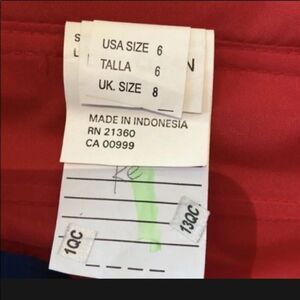 USA SIZE 6
TALLA 6
UK. SIZE 8
MADE IN INDONESIA
RN 21360
CA 00999
1QC
13QC